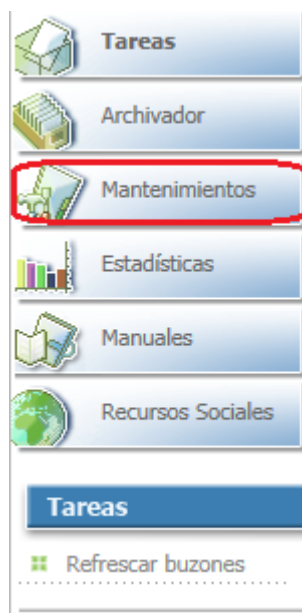 Tareas
Archivador
Mantenimientos
Estadísticas
Manuales
Recursos Sociales
Tareas
Refrescar buzones